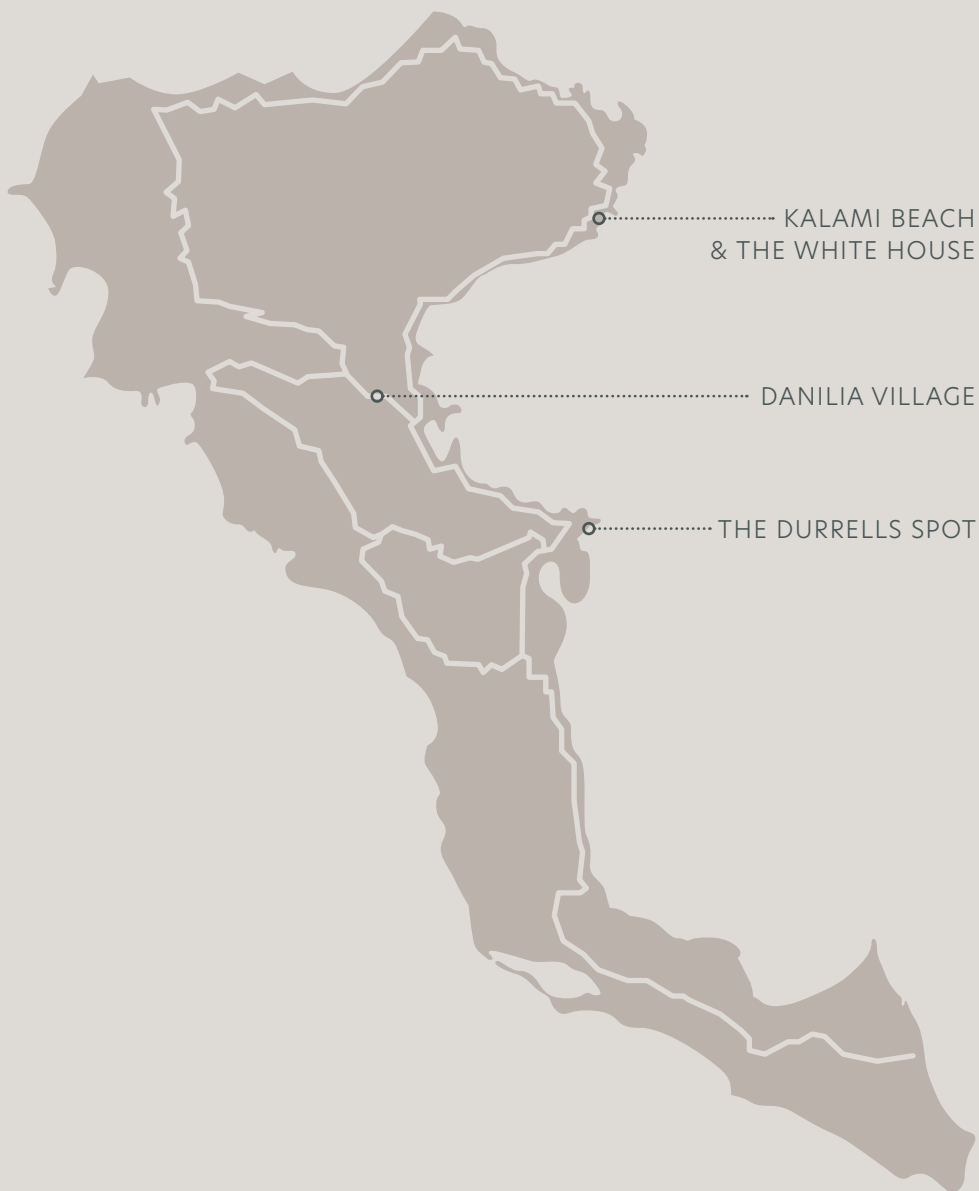 KALAMI BEACH
& THE WHITE HOUSE
DANILIA VILLAGE
THE DURRELLS SPOT